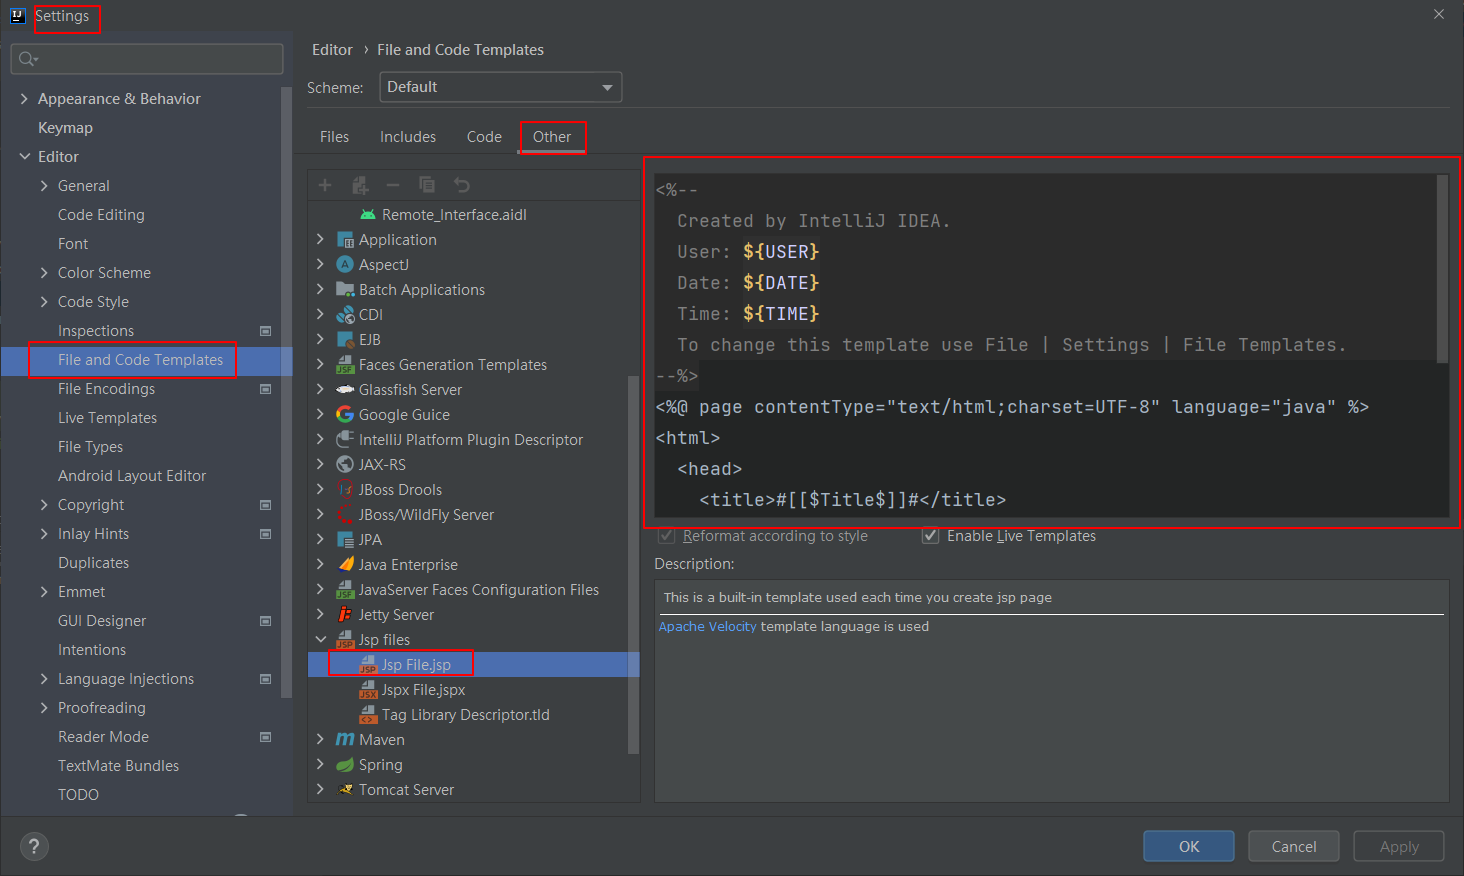 Settings
Appearance & Behavior
Keymap
Editor
General
Code Editing
Font
Color Scheme
Code Style
Inspections
File and Code Templates
File Encodings
Live Templates
File Types
Android Layout Editor
Copyright
Inlay Hints
Duplicates
Emmet
GUI Designer
Intentions
Language Injections
Proofreading
Reader Mode
TextMate Bundles
TODO
Editor › File and Code Templates
Scheme: Default
Files Includes Code Other
Remote_Interface.aidl
Application
AspectJ
Batch Applications
CDI
EJB
Faces Generation Templates
Glassfish Server
Google Guice
IntelliJ Platform Plugin Descriptor
JAX-RS
JBoss Drools
JBoss/WildFly Server
JPA
Java Enterprise
JavaServer Faces Configuration Files
Jetty Server
Jsp files
Jsp File.jsp
Jspx File.jspx
Tag Library Descriptor.tld
Maven
Spring
Tomcat Server
<%--
Created by IntelliJ IDEA.
User: ${USER}
Date: ${DATE}
Time: ${TIME}
To change this template use File | Settings | File Templates.
--%>
<%@ page contentType="text/html;charset=UTF-8" language="java" %>
<html>
<head>
<title>#[[$Title$]]#</title>
Reformat according to style Enable Live Templates
Description:
This is a built-in template used each time you create jsp page
Apache Velocity template language is used
? OK Cancel Apply